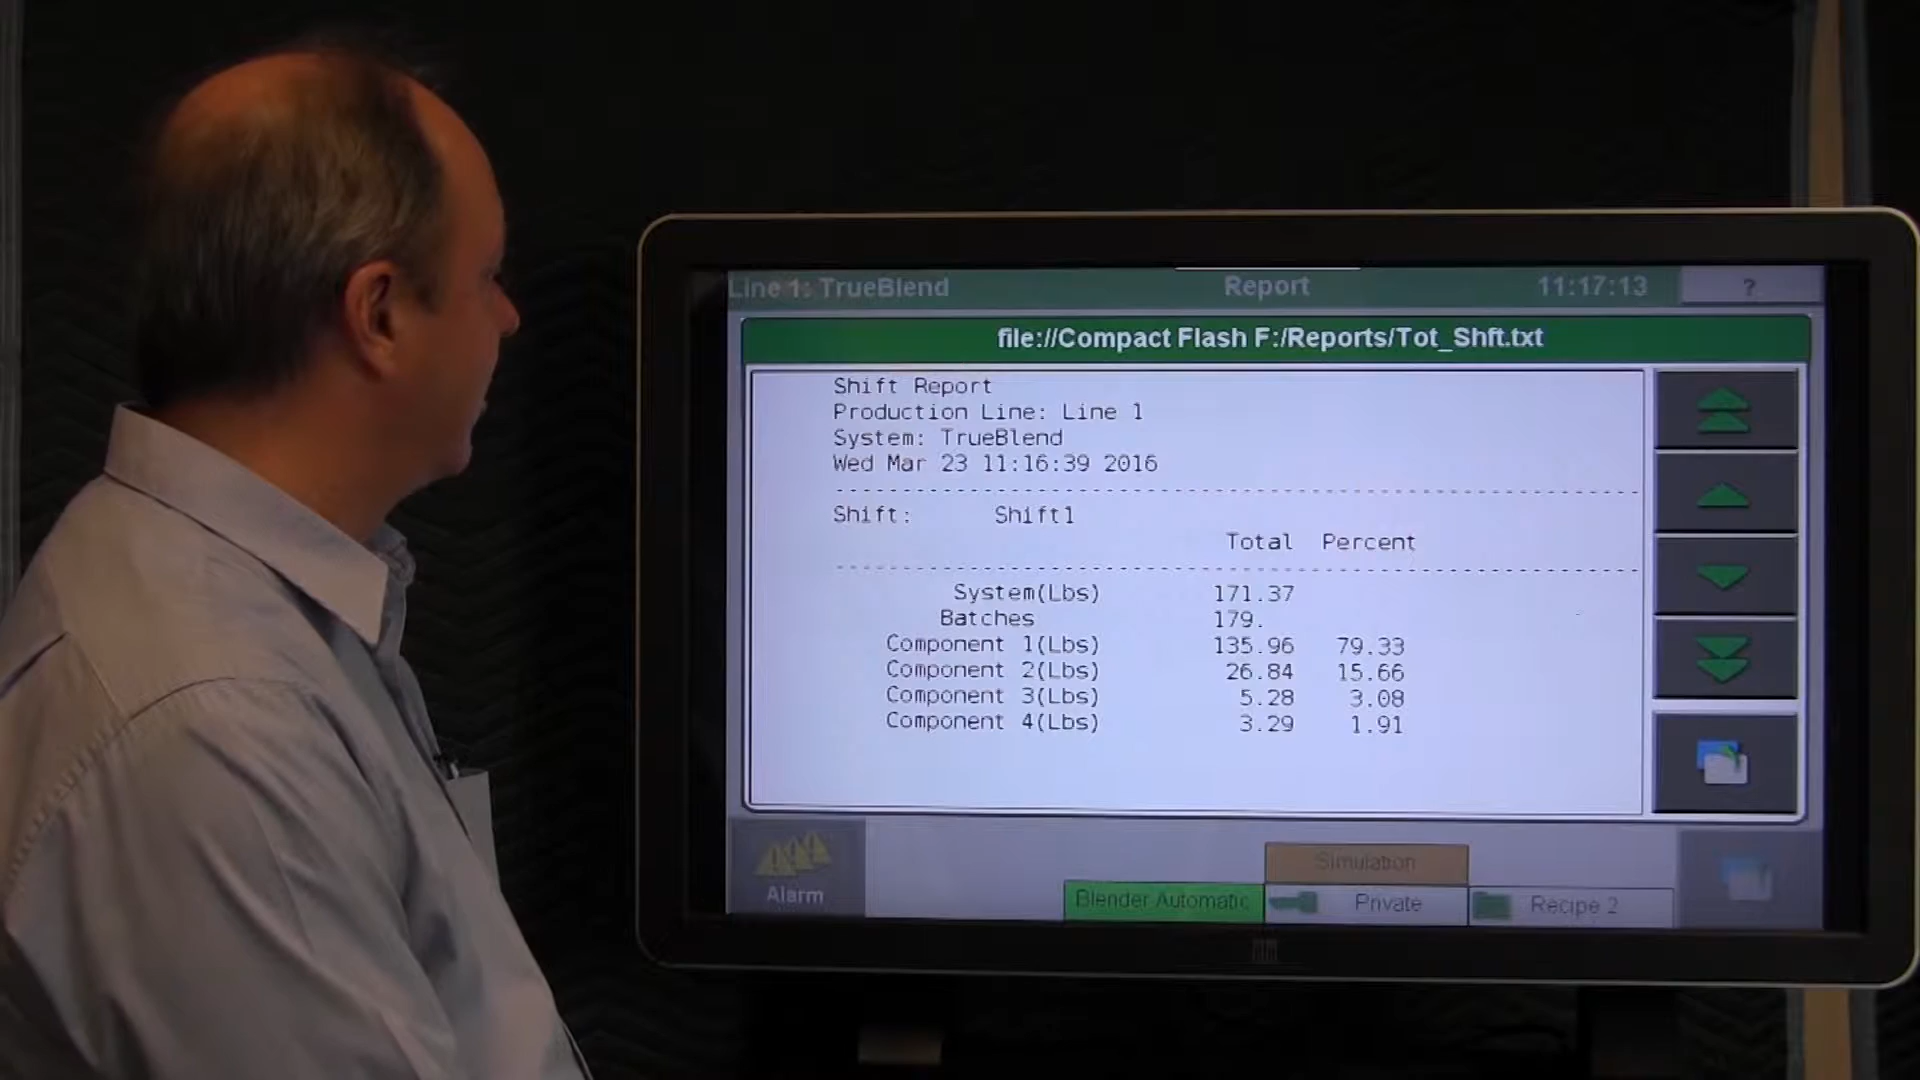 Line 1: TrueBlend Report 11:17:13 ?
file://Compact Flash F:/Reports/Tot_Shft.txt
Shift Report
Production Line: Line 1
System: TrueBlend
Wed Mar 23 11:16:39 2016
Shift: Shift1
Total Percent
System(Lbs) 171.37
Batches 179.
Component 1(Lbs) 135.96 79.33
Component 2(Lbs) 26.84 15.66
Component 3(Lbs) 5.28 3.08
Component 4(Lbs) 3.29 1.91
Simulation
Alarm Blender Automatic Private Recipe 2